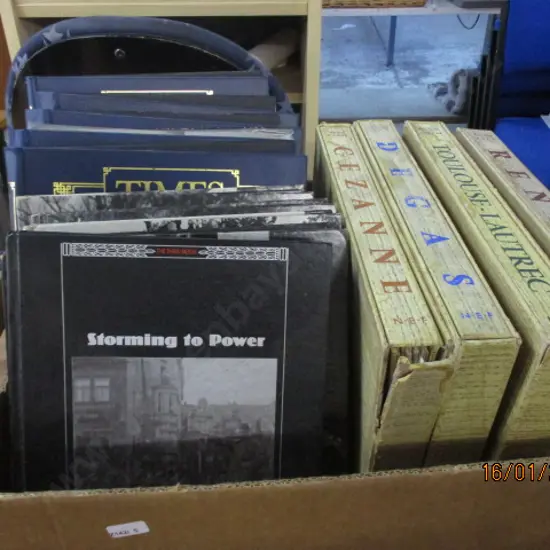 TIMES
THE THIRD REICH
Storming to Power
CEZANNE
N·E·F
DEGAS
N·E·F
TOULOUSE-LAUTREC
REN
16/01/2